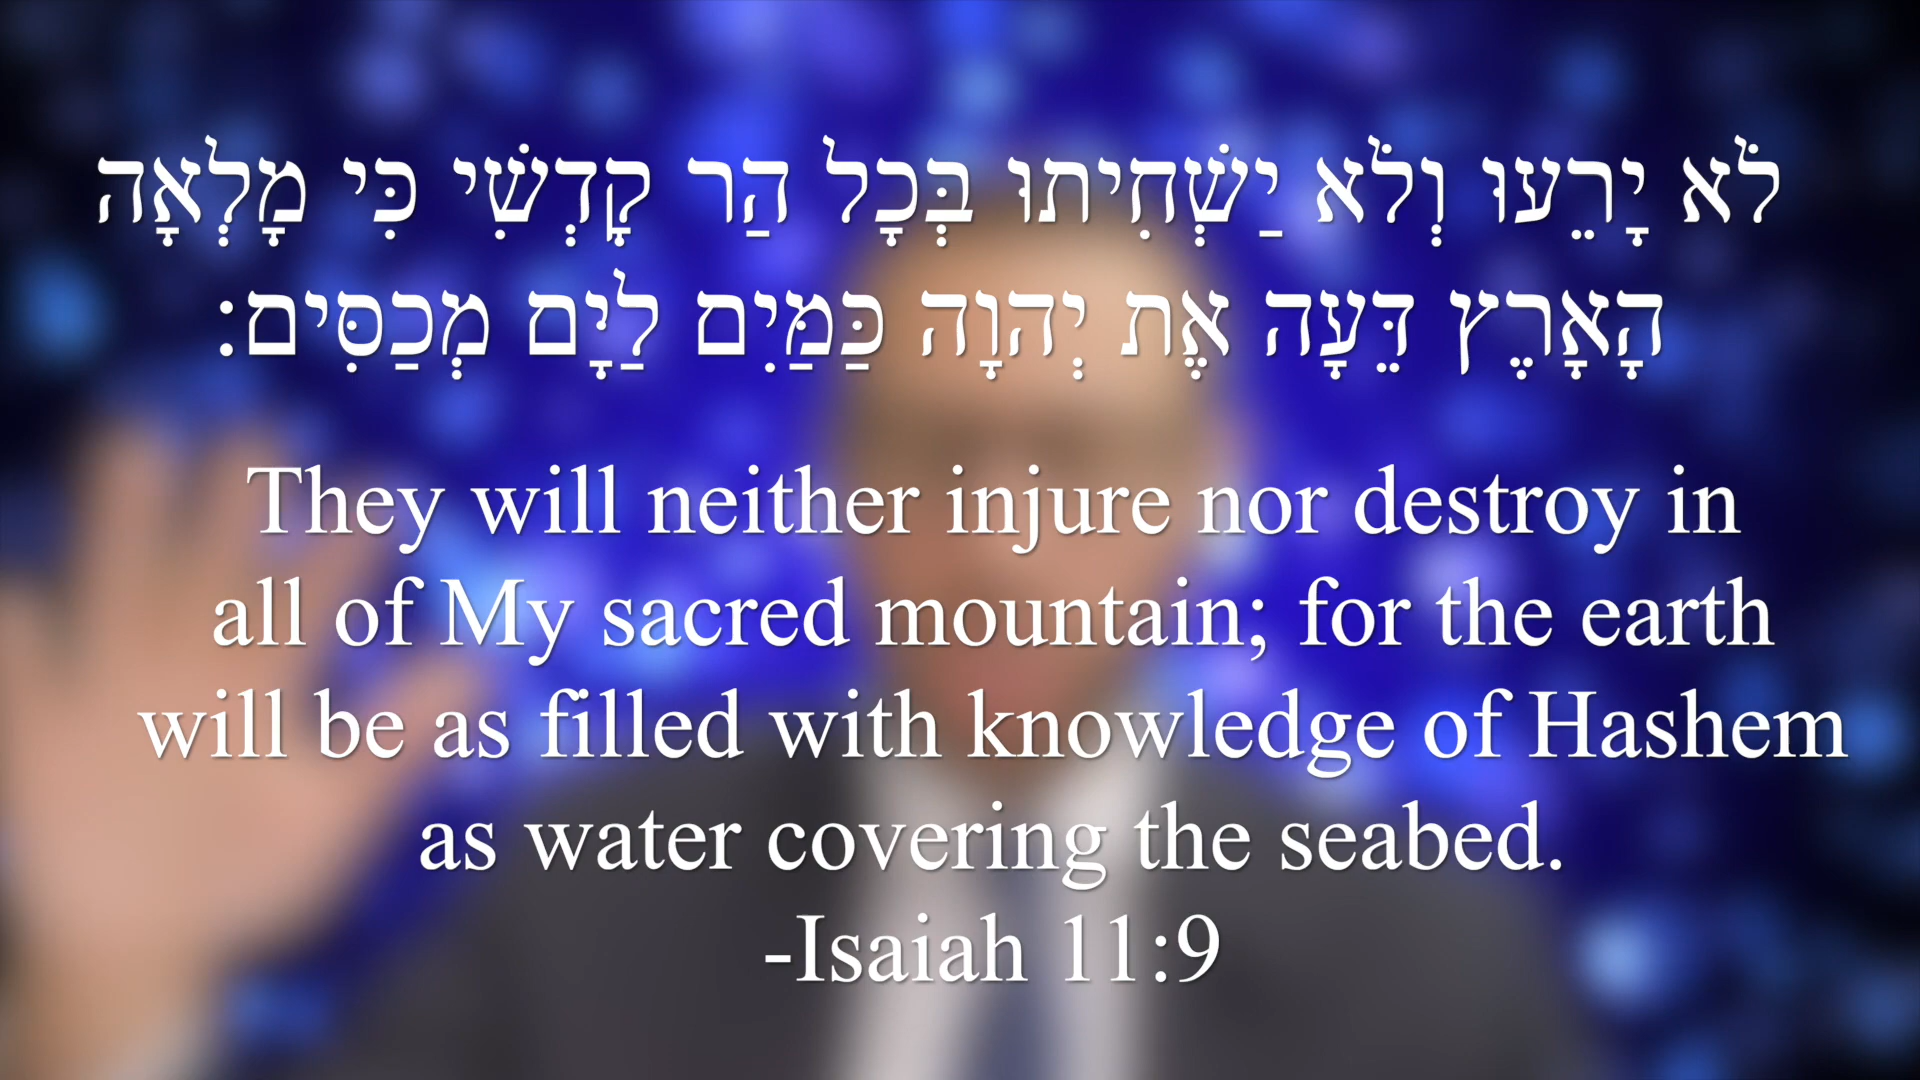 לֹא יָרֵעוּ וְלֹא יַשְׁחִיתוּ בְּכָל הַר קָדְשִׁי כִּי מָלְאָה
הָאָרֶץ דֵּעָה אֶת יְהוָה כַּמַּיִם לַיָּם מְכַסִּים:
They will neither injure nor destroy in
all of My sacred mountain; for the earth
will be as filled with knowledge of Hashem
as water covering the seabed.
-Isaiah 11:9